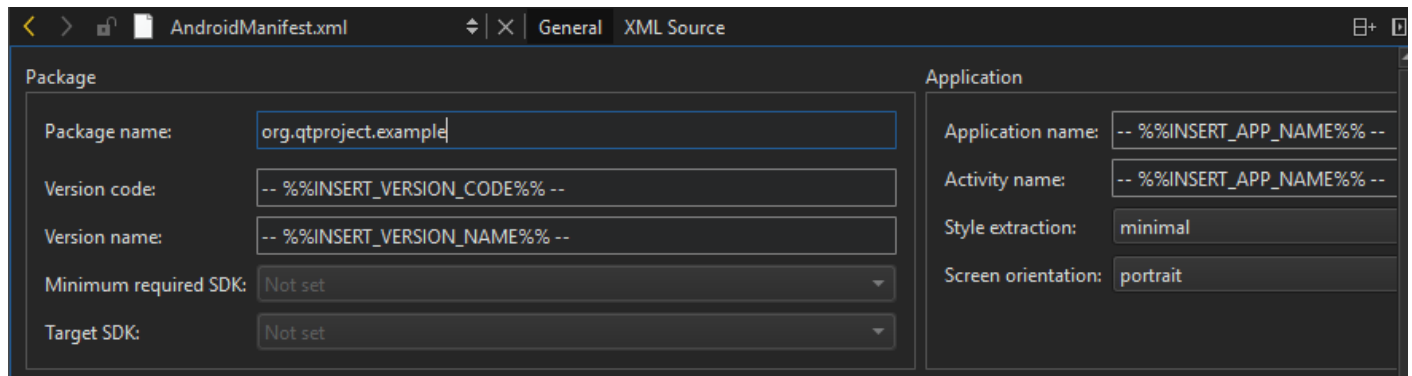 AndroidManifest.xml General XML Source
Package
Package name: org.qtproject.example
Version code: -- %%INSERT_VERSION_CODE%% --
Version name: -- %%INSERT_VERSION_NAME%% --
Minimum required SDK: Not set
Target SDK: Not set
Application
Application name: -- %%INSERT_APP_NAME%% --
Activity name: -- %%INSERT_APP_NAME%% --
Style extraction: minimal
Screen orientation: portrait